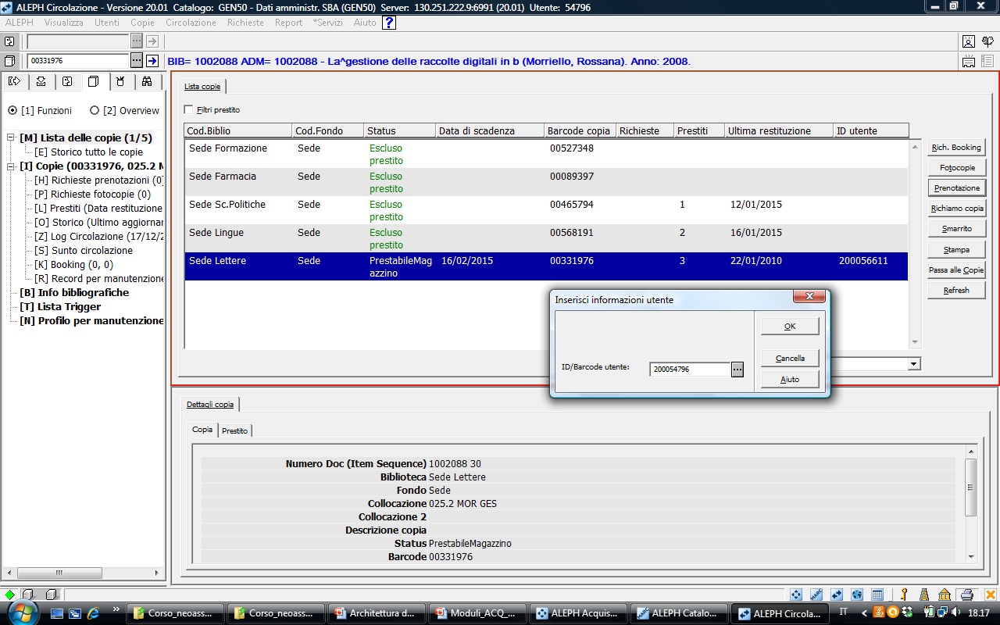 ALEPH Circolazione - Versione 20.01 Catalogo: GEN50 - Dati amministr. SBA (GEN50) Server: 130.251.222.9:6991 (20.01) Utente: 54796
ALEPH Visualizza Utenti Copie Circolazione Richieste Report *Servizi Aiuto ?
00331976 BIB= 1002088 ADM= 1002088 - La^gestione delle raccolte digitali in b (Morriello, Rossana). Anno: 2008.
[1] Funzioni [2] Overview
[M] Lista delle copie (1/5)
[E] Storico tutto le copie
[I] Copie (00331976, 025.2 M
[H] Richieste prenotazioni (0)
[P] Richieste fotocopie (0)
[L] Prestiti (Data restituzione
[O] Storico (Ultimo aggiornar
[Z] Log Circolazione (17/12/2
[S] Sunto circolazione
[K] Booking (0, 0)
[R] Record per manutenzione
[B] Info bibliografiche
[T] Lista Trigger
[N] Profilo per manutenzione
Lista copie
Filtri prestito
Cod.Biblio Cod.Fondo Status Data di scadenza Barcode copia Richieste Prestiti Ultima restituzione ID utente
Sede Formazione Sede Escluso prestito 00527348
Sede Farmacia Sede Escluso prestito 00089397
Sede Sc.Politiche Sede Escluso prestito 00465794 1 12/01/2015
Sede Lingue Sede Escluso prestito 00568191 2 16/01/2015
Sede Lettere Sede PrestabileMag azzino 16/02/2015 00331976 3 22/01/2010 200056611
Rich. Booking
Fotocopie
Prenotazione
Richiamo copia
Smarrito
Stampa
Passa alle Copie
Refresh
Inserisci informazioni utente
ID/Barcode utente: 200054796
OK
Cancella
Aiuto
Dettagli copia
Copia Prestito
Numero Doc (Item Sequence) 1002088 30
Biblioteca Sede Lettere
Fondo Sede
Collocazione 025.2 MOR GES
Collocazione 2
Descrizione copia
Status PrestabileMagazzino
Barcode 00331976
Corso_neoass... Corso_neoass... Architettura d... Moduli_ACQ_... ALEPH Acquis... ALEPH Catalo... ALEPH Circola... IT 18.17